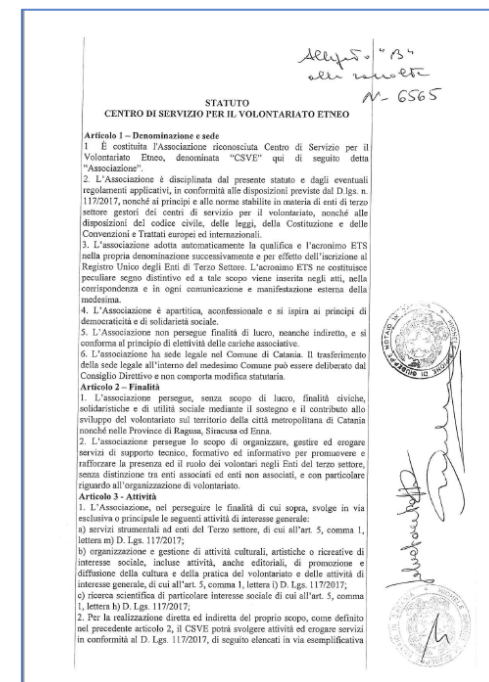 Allegato "B"
alla raccolta
N- 6565
STATUTO
CENTRO DI SERVIZIO PER IL VOLONTARIATO ETNEO
Articolo 1 – Denominazione e sede
1 È costituita l'Associazione riconosciuta Centro di Servizio per il
Volontariato Etneo, denominata "CSVE" qui di seguito detta
"Associazione".
2. L'Associazione è disciplinata dal presente statuto e dagli eventuali
regolamenti applicativi, in conformità alle disposizioni previste dal D.lgs. n.
117/2017, nonché ai principi e alle norme stabilite in materia di enti di terzo
settore gestori dei centri di servizio per il volontariato, nonché alle
disposizioni del codice civile, delle leggi, della Costituzione e delle
Convenzioni e Trattati europei ed internazionali.
3. L'associazione adotta automaticamente la qualifica e l'acronimo ETS
nella propria denominazione successivamente e per effetto dell'iscrizione al
Registro Unico degli Enti di Terzo Settore. L'acronimo ETS ne costituisce
peculiare segno distintivo ed a tale scopo viene inserita negli atti, nella
corrispondenza e in ogni comunicazione e manifestazione esterna della
medesima.
4. L'Associazione è apartitica, aconfessionale e si ispira ai principi di
democraticità e di solidarietà sociale.
5. L'Associazione non persegue finalità di lucro, neanche indiretto, e si
conforma al principio di elettività delle cariche associative.
6. L'associazione ha sede legale nel Comune di Catania. Il trasferimento
della sede legale all'interno del medesimo Comune può essere deliberato dal
Consiglio Direttivo e non comporta modifica statutaria.
Articolo 2 – Finalità
1. L'associazione persegue, senza scopo di lucro, finalità civiche,
solidaristiche e di utilità sociale mediante il sostegno e il contributo allo
sviluppo del volontariato sul territorio della città metropolitana di Catania
nonché nelle Province di Ragusa, Siracusa ed Enna.
2. L'associazione persegue lo scopo di organizzare, gestire ed erogare
servizi di supporto tecnico, formativo ed informativo per promuovere e
rafforzare la presenza ed il ruolo dei volontari negli Enti del terzo settore,
senza distinzione tra enti associati ed enti non associati, e con particolare
riguardo all'organizzazione di volontariato.
Articolo 3 - Attività
1. L'Associazione, nel perseguire le finalità di cui sopra, svolge in via
esclusiva o principale le seguenti attività di interesse generale:
a) servizi strumentali ad enti del Terzo settore, di cui all'art. 5, comma 1,
lettera m) D. Lgs. 117/2017;
b) organizzazione e gestione di attività culturali, artistiche o ricreative di
interesse sociale, incluse attività, anche editoriali, di promozione e
diffusione della cultura e della pratica del volontariato e delle attività di
interesse generale, di cui all'art. 5, comma 1, lettera i) D. Lgs. 117/2017;
c) ricerca scientifica di particolare interesse sociale di cui all'art. 5, comma
1, lettera h) D. Lgs. 117/2017;
2. Per la realizzazione diretta ed indiretta del proprio scopo, come definito
nel precedente articolo 2, il CSVE potrà svolgere attività ed erogare servizi
in conformità al D. Lgs. 117/2017, di seguito elencati in via esemplificativa